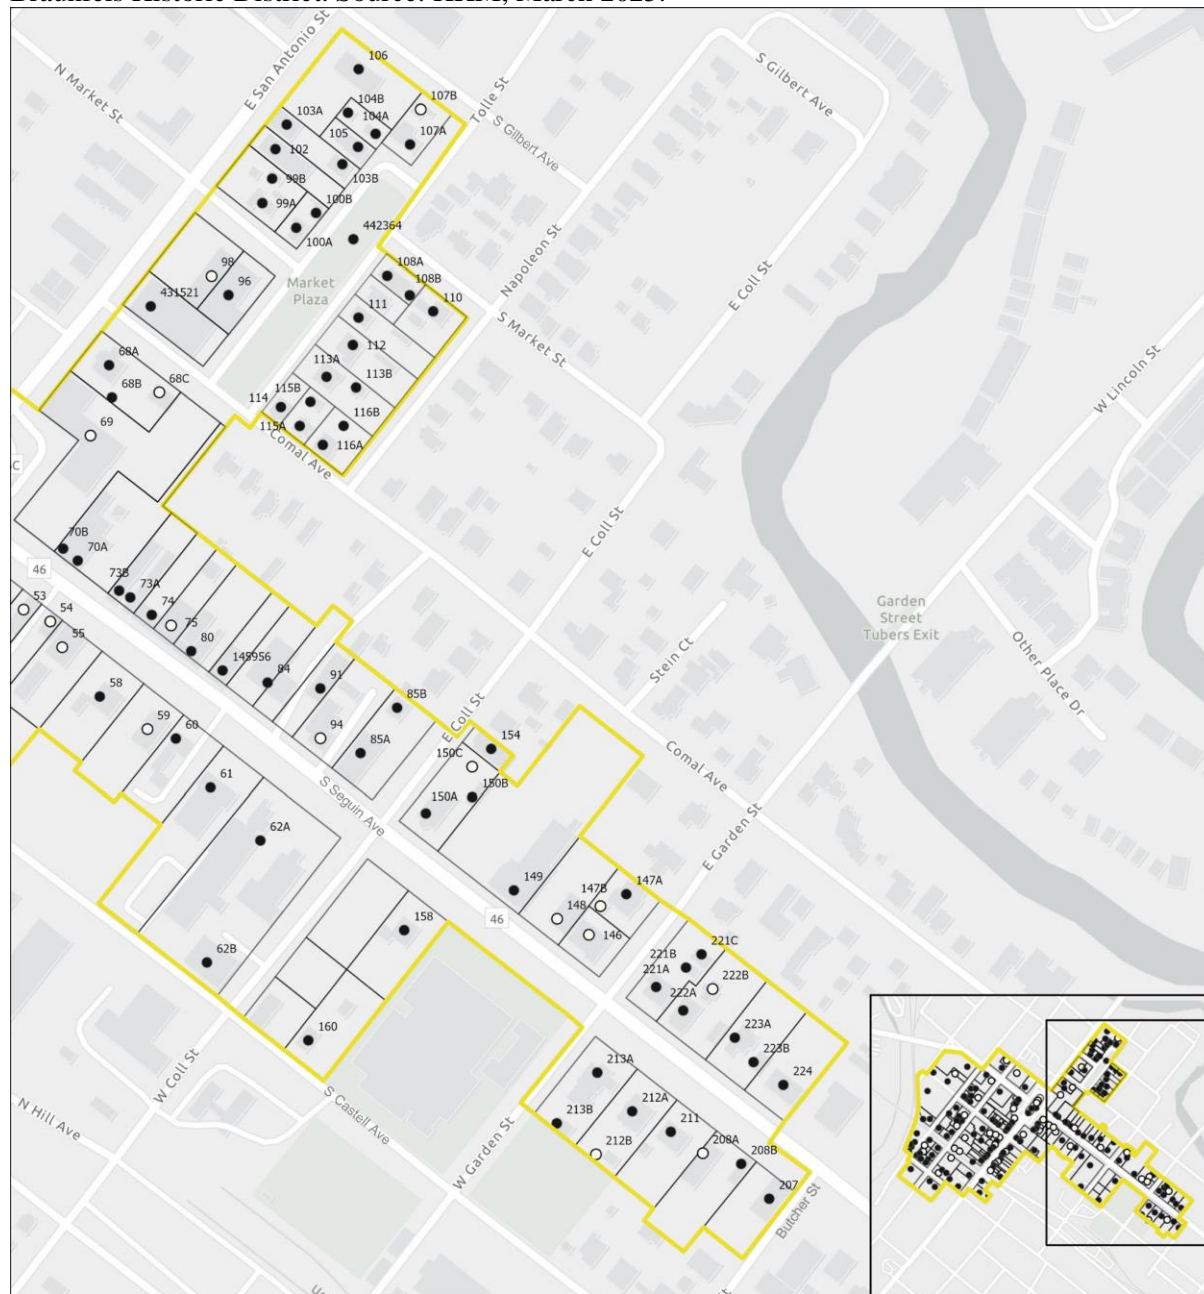 Braunfels Historic District. Source: HHM, March 2023.
106
S Gilbert Ave
N Market St
E San Antonio St
Tolle St
107B
104B
103A
104A
105
107A
S Gilbert Ave
102
103B
99B
99A
100B
100A
442364
Napoleon St
E Coll St
98
96
Market
Plaza
108A
108B
110
431521
111
S Market St
112
W Lincoln St
68A
68B
68C
113A
113B
115B
114
116B
115A
116A
69
Comal Ave
E Coll St
70B
70A
46
73B
73A
74
75
80
53
54
55
145956
84
Garden
Street
Tubers Exit
Stein Ct
Other Place Dr
58
91
85B
59
60
94
85A
E Coll St
154
150C
150B
150A
Comal Ave
61
S Seguin Ave
62A
E Garden St
149
147A
147B
148
146
46
158
62B
221C
221B
221A
222B
222A
223A
223B
224
160
213A
W Coll St
S Castell Ave
N Hill Ave
213B
212A
211
212B
208A
208B
207
W Garden St
Butcher St